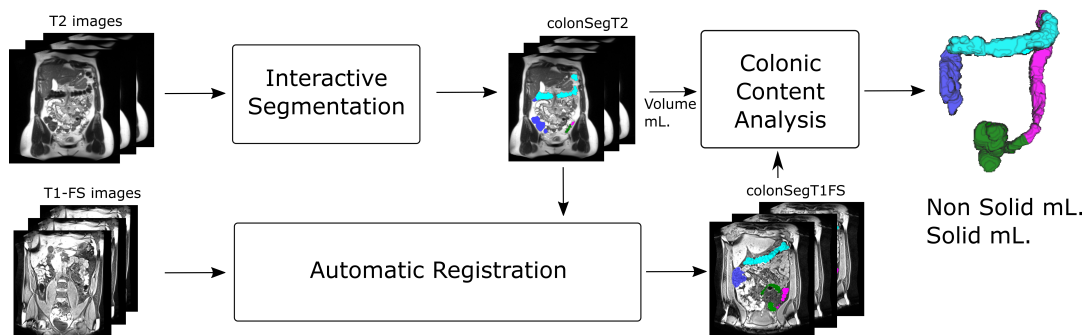 T2 images
Interactive
Segmentation
colonSegT2
Volume
mL.
Colonic
Content
Analysis
T1-FS images
Automatic Registration
colonSegT1FS
Non Solid mL.
Solid mL.